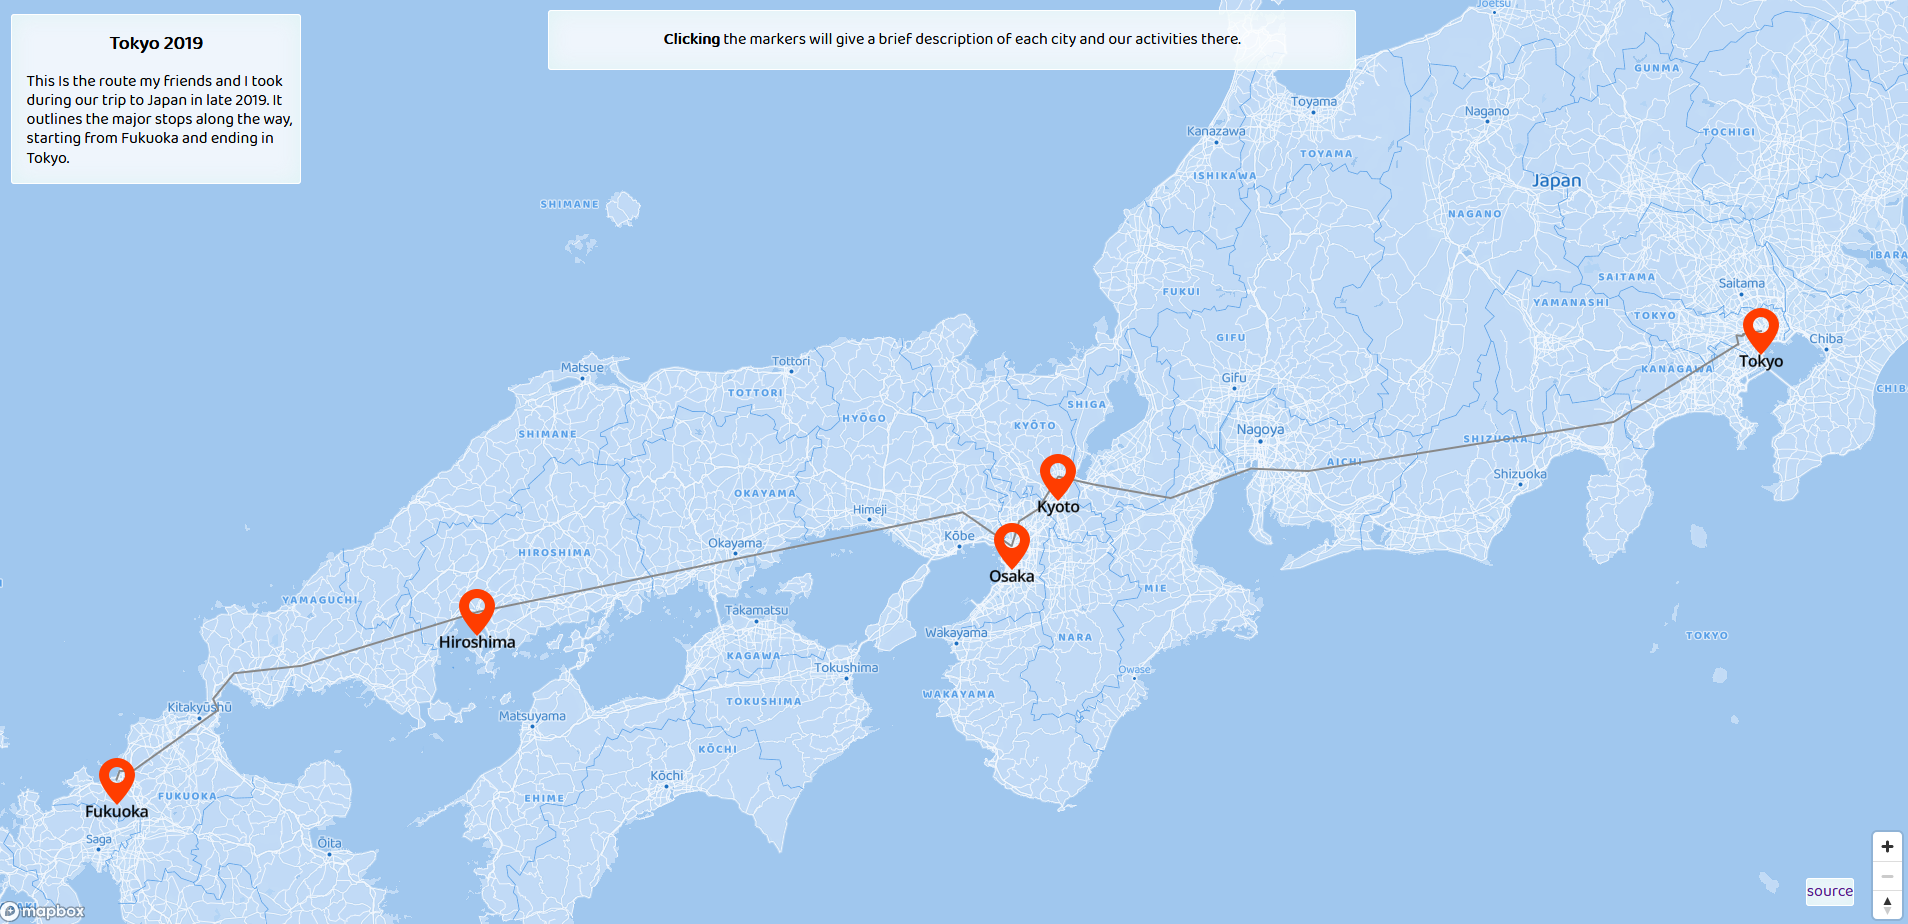 Tokyo 2019
This Is the route my friends and I took
during our trip to Japan in late 2019. It
outlines the major stops along the way,
starting from Fukuoka and ending in
Tokyo.
Clicking the markers will give a brief description of each city and our activities there.
Joetsu
GUNMA
Toyama
Nagano
Kanazawa
TOCHIGI
TOYAMA
ISHIKAWA
Japan
SHIMANE
NAGANO
IBARA
SAITAMA
Saitama
FUKUI
YAMANASHI
TOKYO
GIFU
Chiba
Tottori
Tokyo
Matsue
KANAGAWA
Gifu
CHIB
TOTTORI
SHIGA
HYŌGO
KYŌTO
Nagoya
SHIMANE
SHIZUOKA
AICHI
Shizuoka
OKAYAMA
Kyoto
Himeji
Kōbe
Okayama
HIROSHIMA
Osaka
MIE
YAMAGUCHI
Takamatsu
Wakayama
TOKYO
NARA
Hiroshima
KAGAWA
Tokushima
Owase
WAKAYAMA
TOKUSHIMA
Kitakyūshū
Matsuyama
KŌCHI
Kōchi
FUKUOKA
EHIME
Fukuoka
Saga
Ōita
source
mapbox